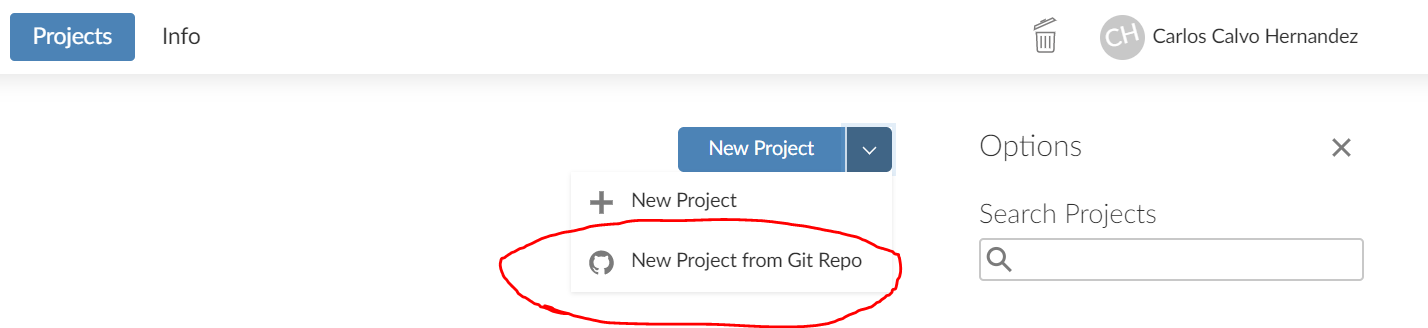 Projects Info
CH Carlos Calvo Hernandez
New Project
Options
New Project
Search Projects
New Project from Git Repo